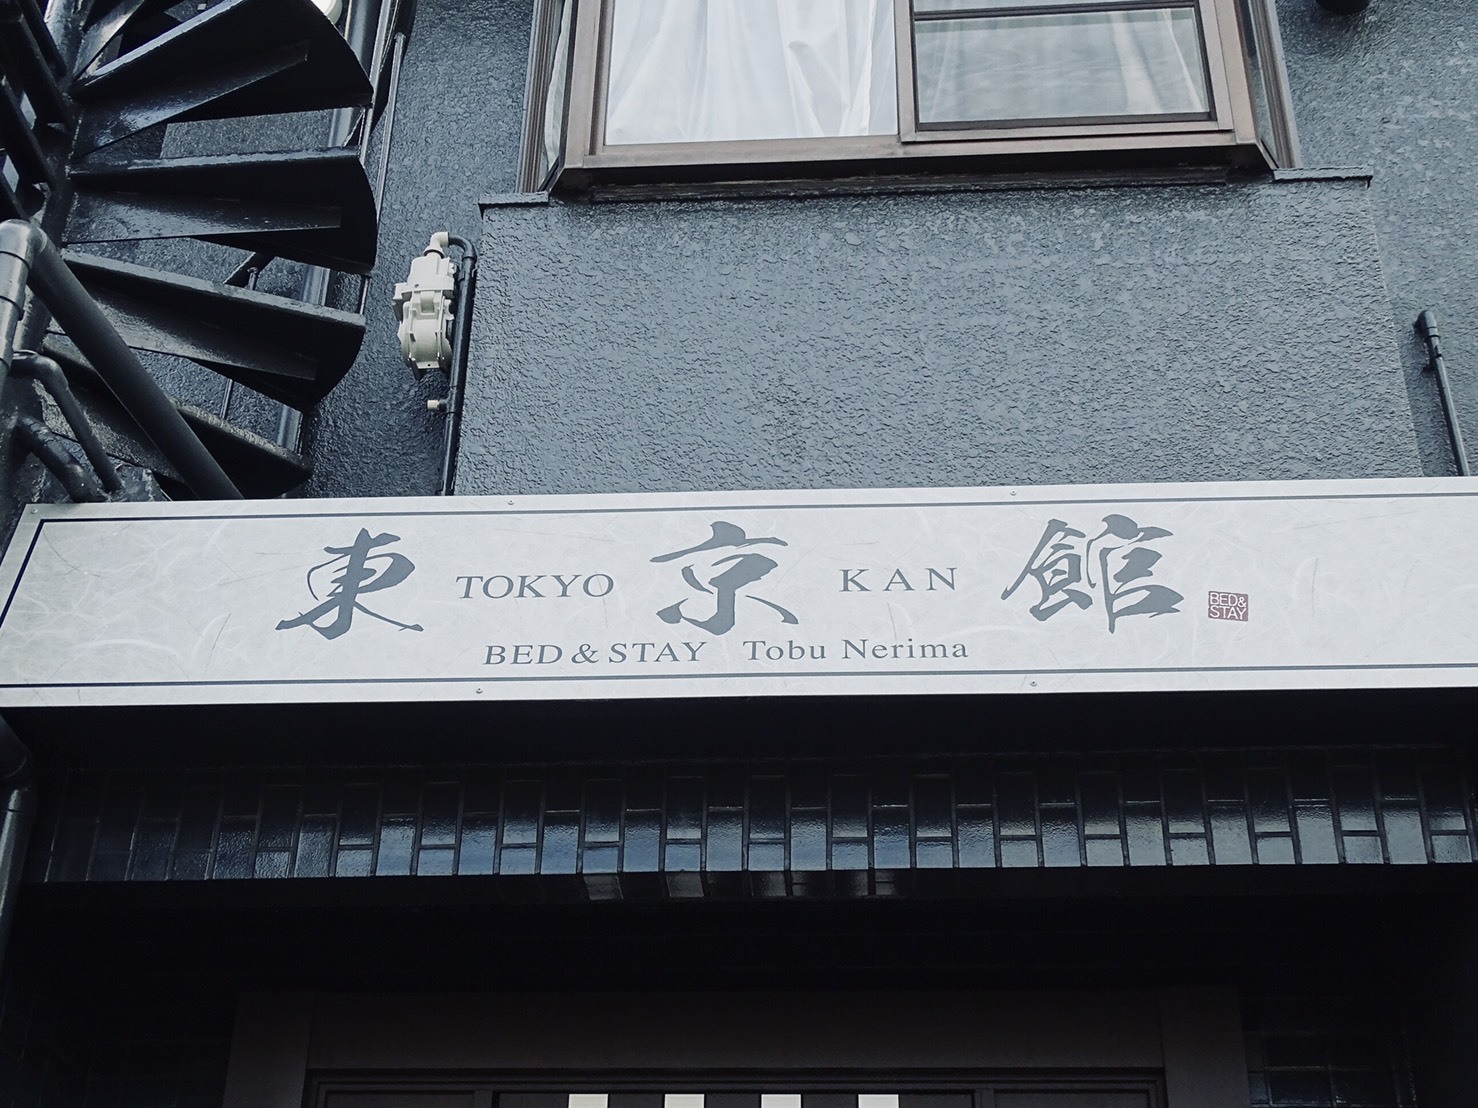 東 TOKYO 京 KAN 館
BED & STAY Tobu Nerima
BED&
STAY